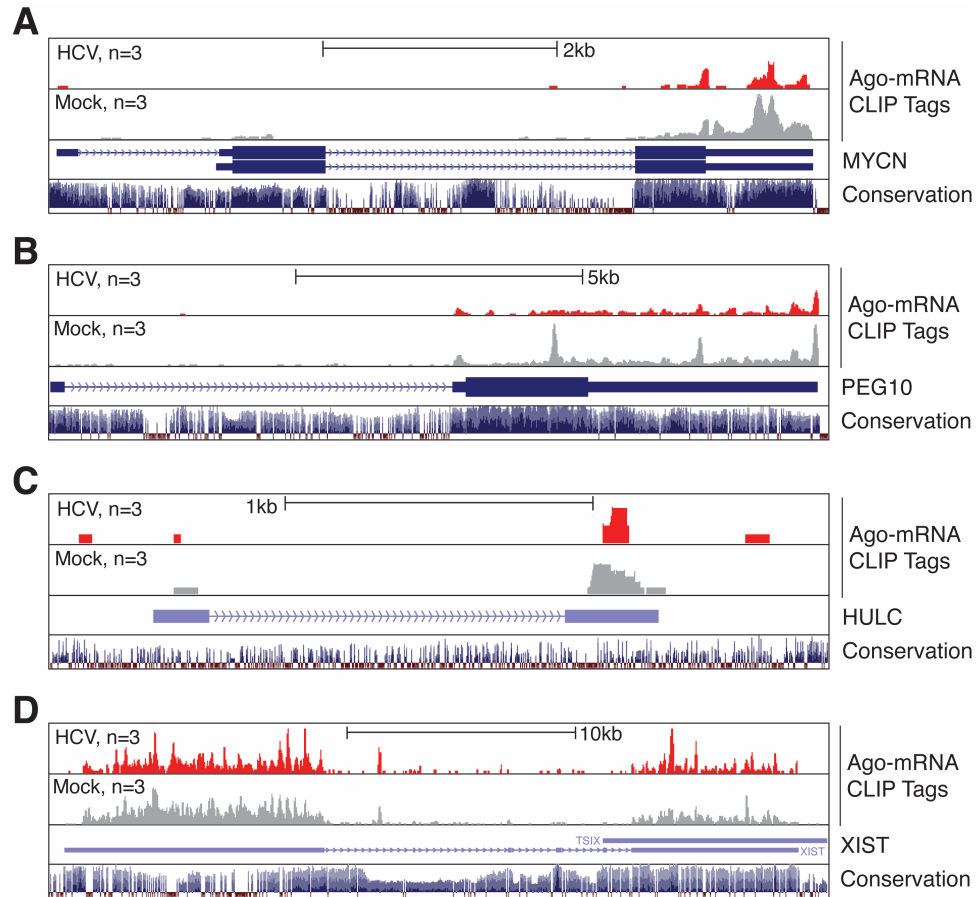 A
HCV, n=3
2kb
Mock, n=3
Ago-mRNA
CLIP Tags
MYCN
Conservation
B
HCV, n=3
5kb
Mock, n=3
Ago-mRNA
CLIP Tags
PEG10
Conservation
C
HCV, n=3
1kb
Mock, n=3
Ago-mRNA
CLIP Tags
HULC
Conservation
D
HCV, n=3
10kb
Mock, n=3
Ago-mRNA
CLIP Tags
TSIX
XIST
XIST
Conservation